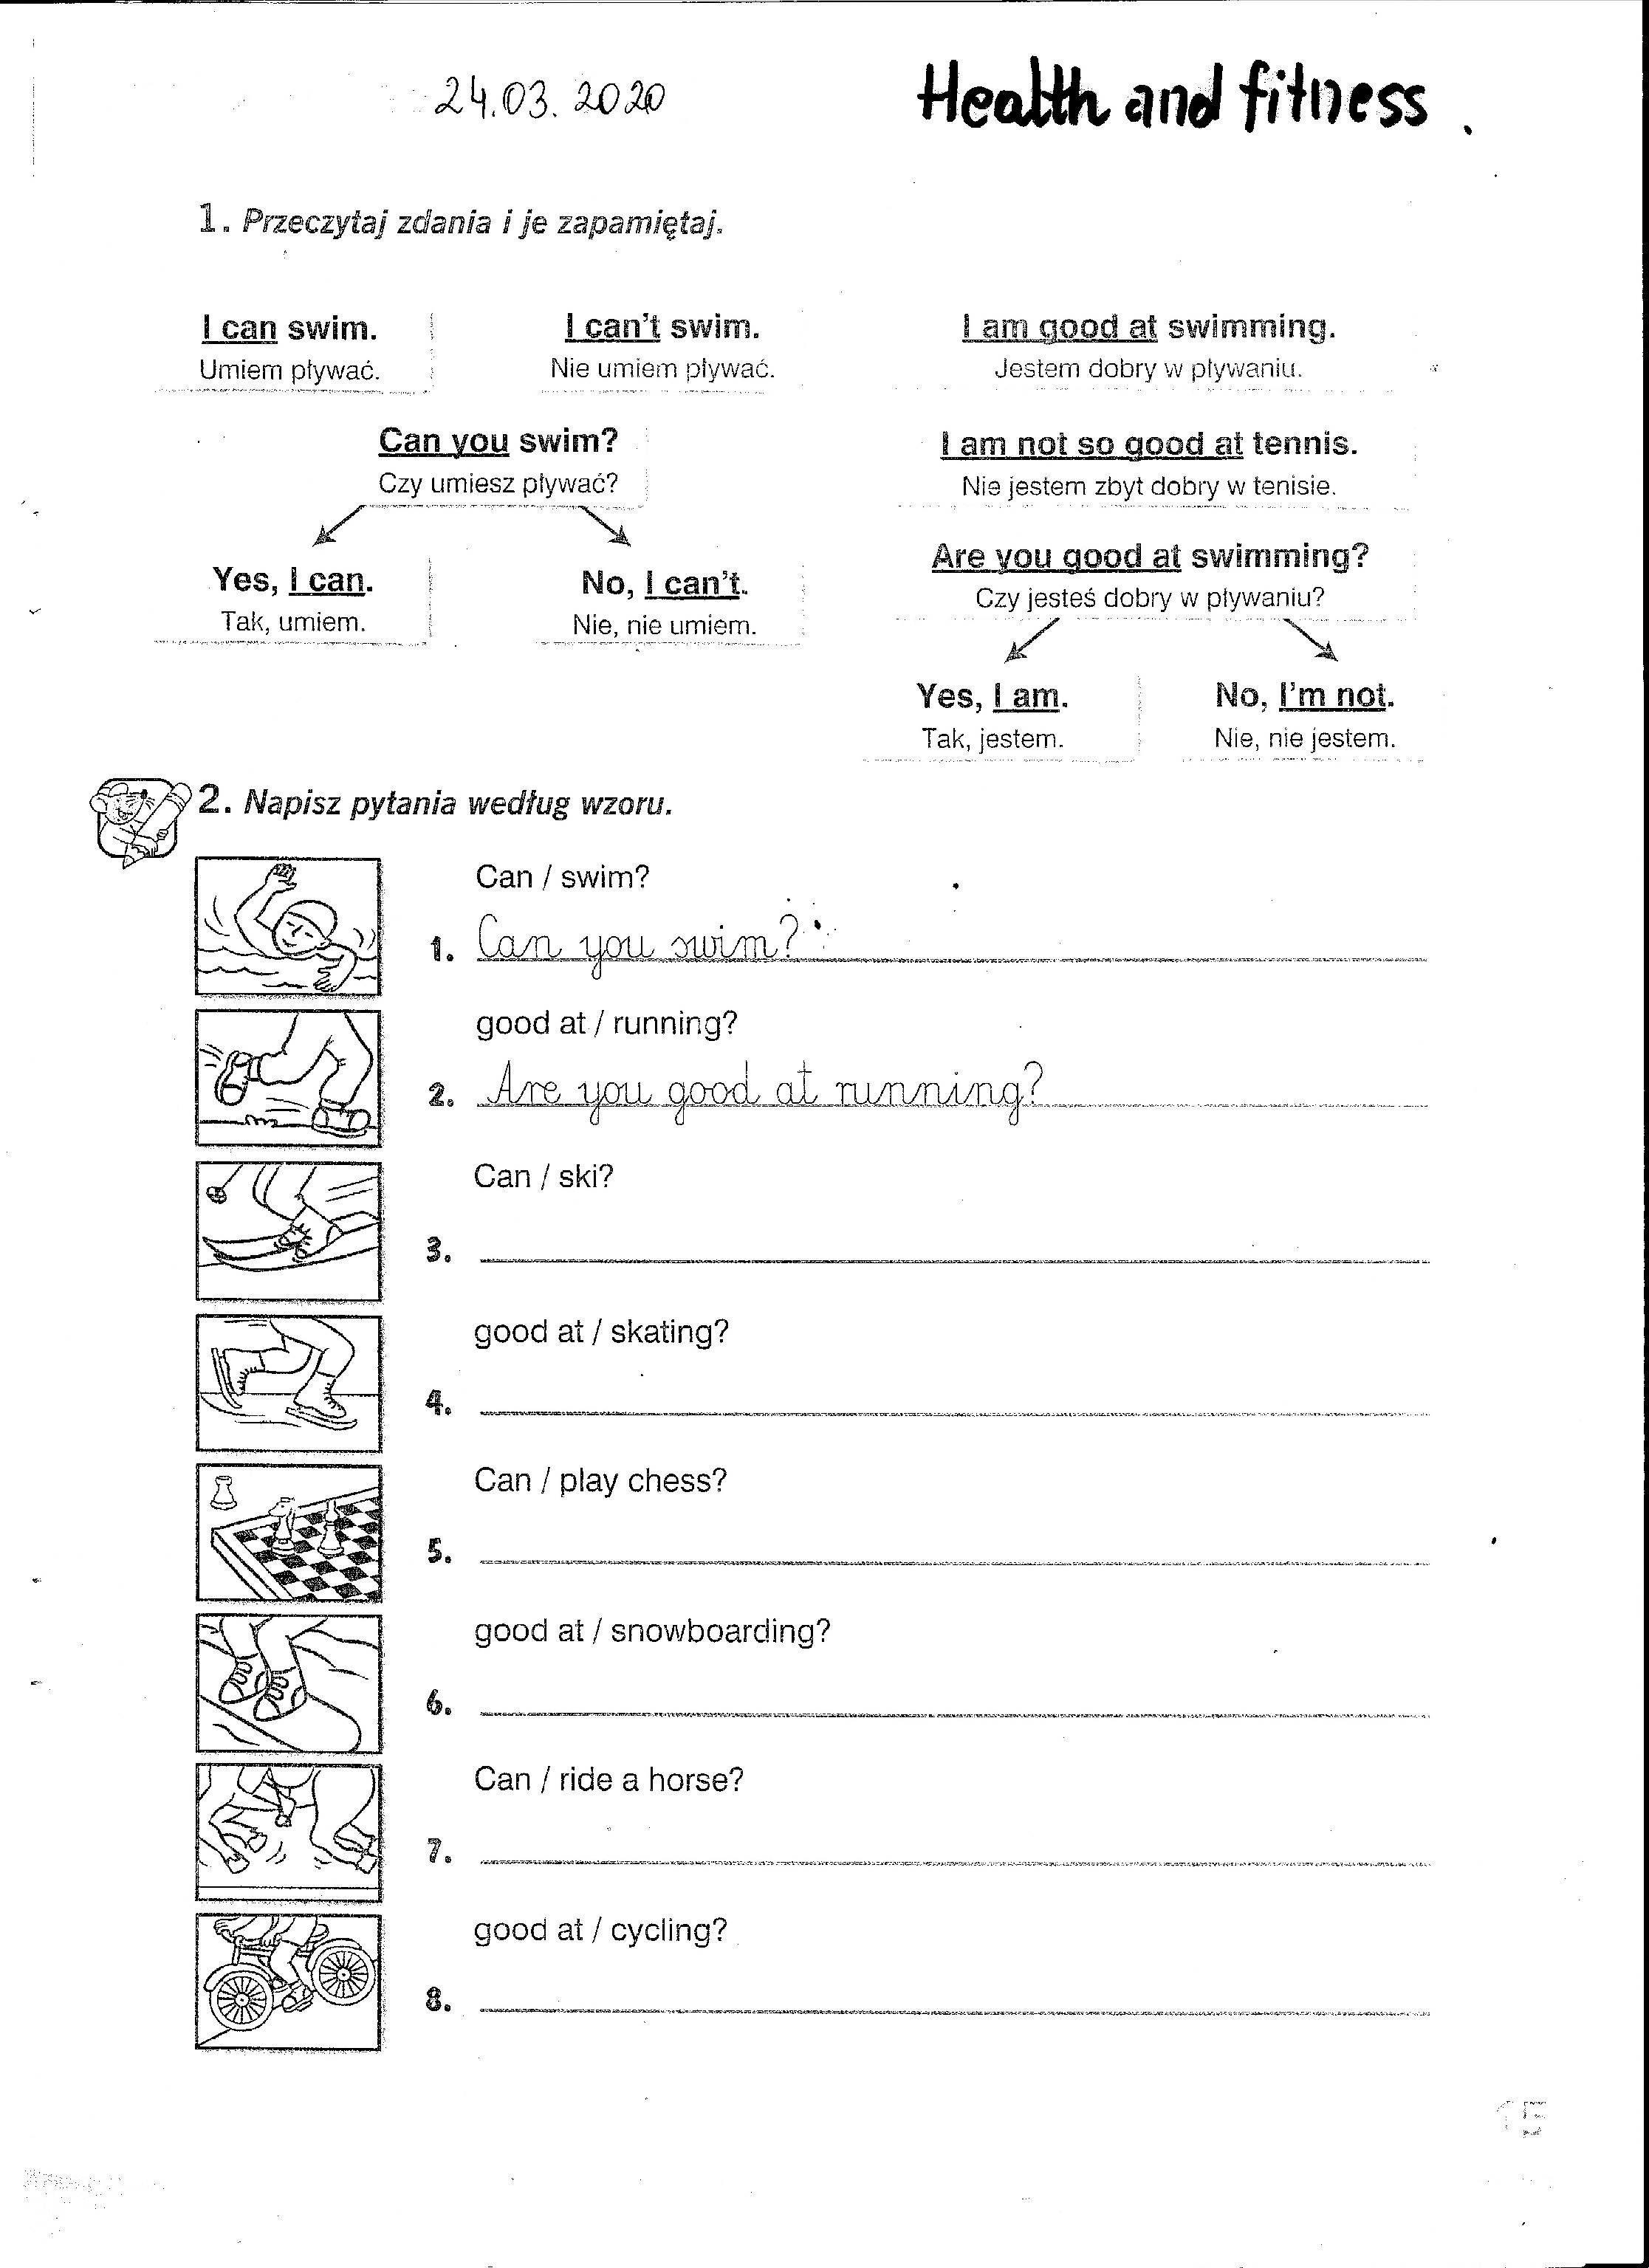 24.03.2020
Health and fitness
1. Przeczytaj zdania i je zapamiętaj.
I can swim.
Umiem pływać.
I can't swim.
Nie umiem pływać.
Can you swim?
Czy umiesz pływać?
Yes, I can.
Tak, umiem.
No, I can't.
Nie, nie umiem.
I am good at swimming.
Jestem dobry w pływaniu.
I am not so good at tennis.
Nie jestem zbyt dobry w tenisie.
Are you good at swimming?
Czy jesteś dobry w pływaniu?
Yes, I am.
Tak, jestem.
No, I'm not.
Nie, nie jestem.
2. Napisz pytania według wzoru.
Can / swim?
1. Can you swim?
good at / running?
2. Are you good at running?
Can / ski?
3.
good at / skating?
4.
Can / play chess?
5.
good at / snowboarding?
6.
Can / ride a horse?
7.
good at / cycling?
8.
15